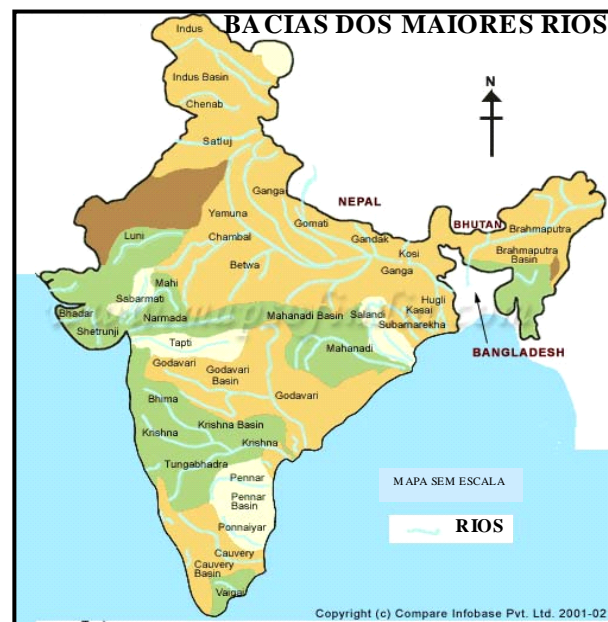 BACIAS DOS MAIORES RIOS
N
Indus
Indus Basin
Chenab
Satluj
Ganga
NEPAL
Yamuna
Gomati
BHUTAN
Brahmaputra
Luni
Chambal
Gandak
Kosi
Brahmaputra
Basin
Betwa
Ganga
Mahi
Sabarmati
Hugli
Bhadar
Narmada
Mahanadi Basin
Salandi
Kasai
Shetrunji
Subarnarekha
Tapti
Mahanadi
BANGLADESH
Godavari
Godavari
Basin
Godavari
Bhima
Krishna Basin
Krishna
Krishna
Tungabhadra
Pennar
MAPA SEM ESCALA
Pennar
Basin
Ponnaiyar
RIOS
Cauvery
Cauvery
Basin
Vaigai
Copyright (c) Compare Infobase Pvt. Ltd. 2001-02